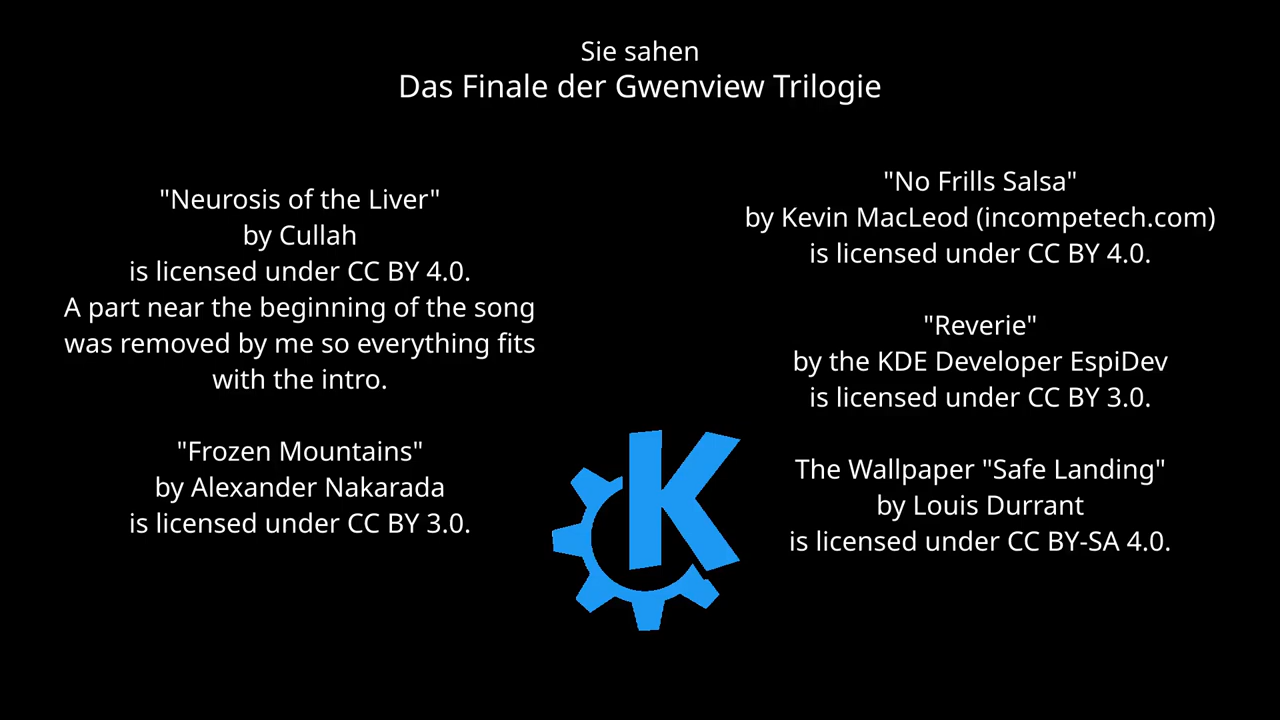 Sie sahen
Das Finale der Gwenview Trilogie
"Neurosis of the Liver"
by Cullah
is licensed under CC BY 4.0.
A part near the beginning of the song
was removed by me so everything fits
with the intro.
"Frozen Mountains"
by Alexander Nakarada
is licensed under CC BY 3.0.
"No Frills Salsa"
by Kevin MacLeod (incompetech.com)
is licensed under CC BY 4.0.
"Reverie"
by the KDE Developer EspiDev
is licensed under CC BY 3.0.
The Wallpaper "Safe Landing"
by Louis Durrant
is licensed under CC BY-SA 4.0.
K